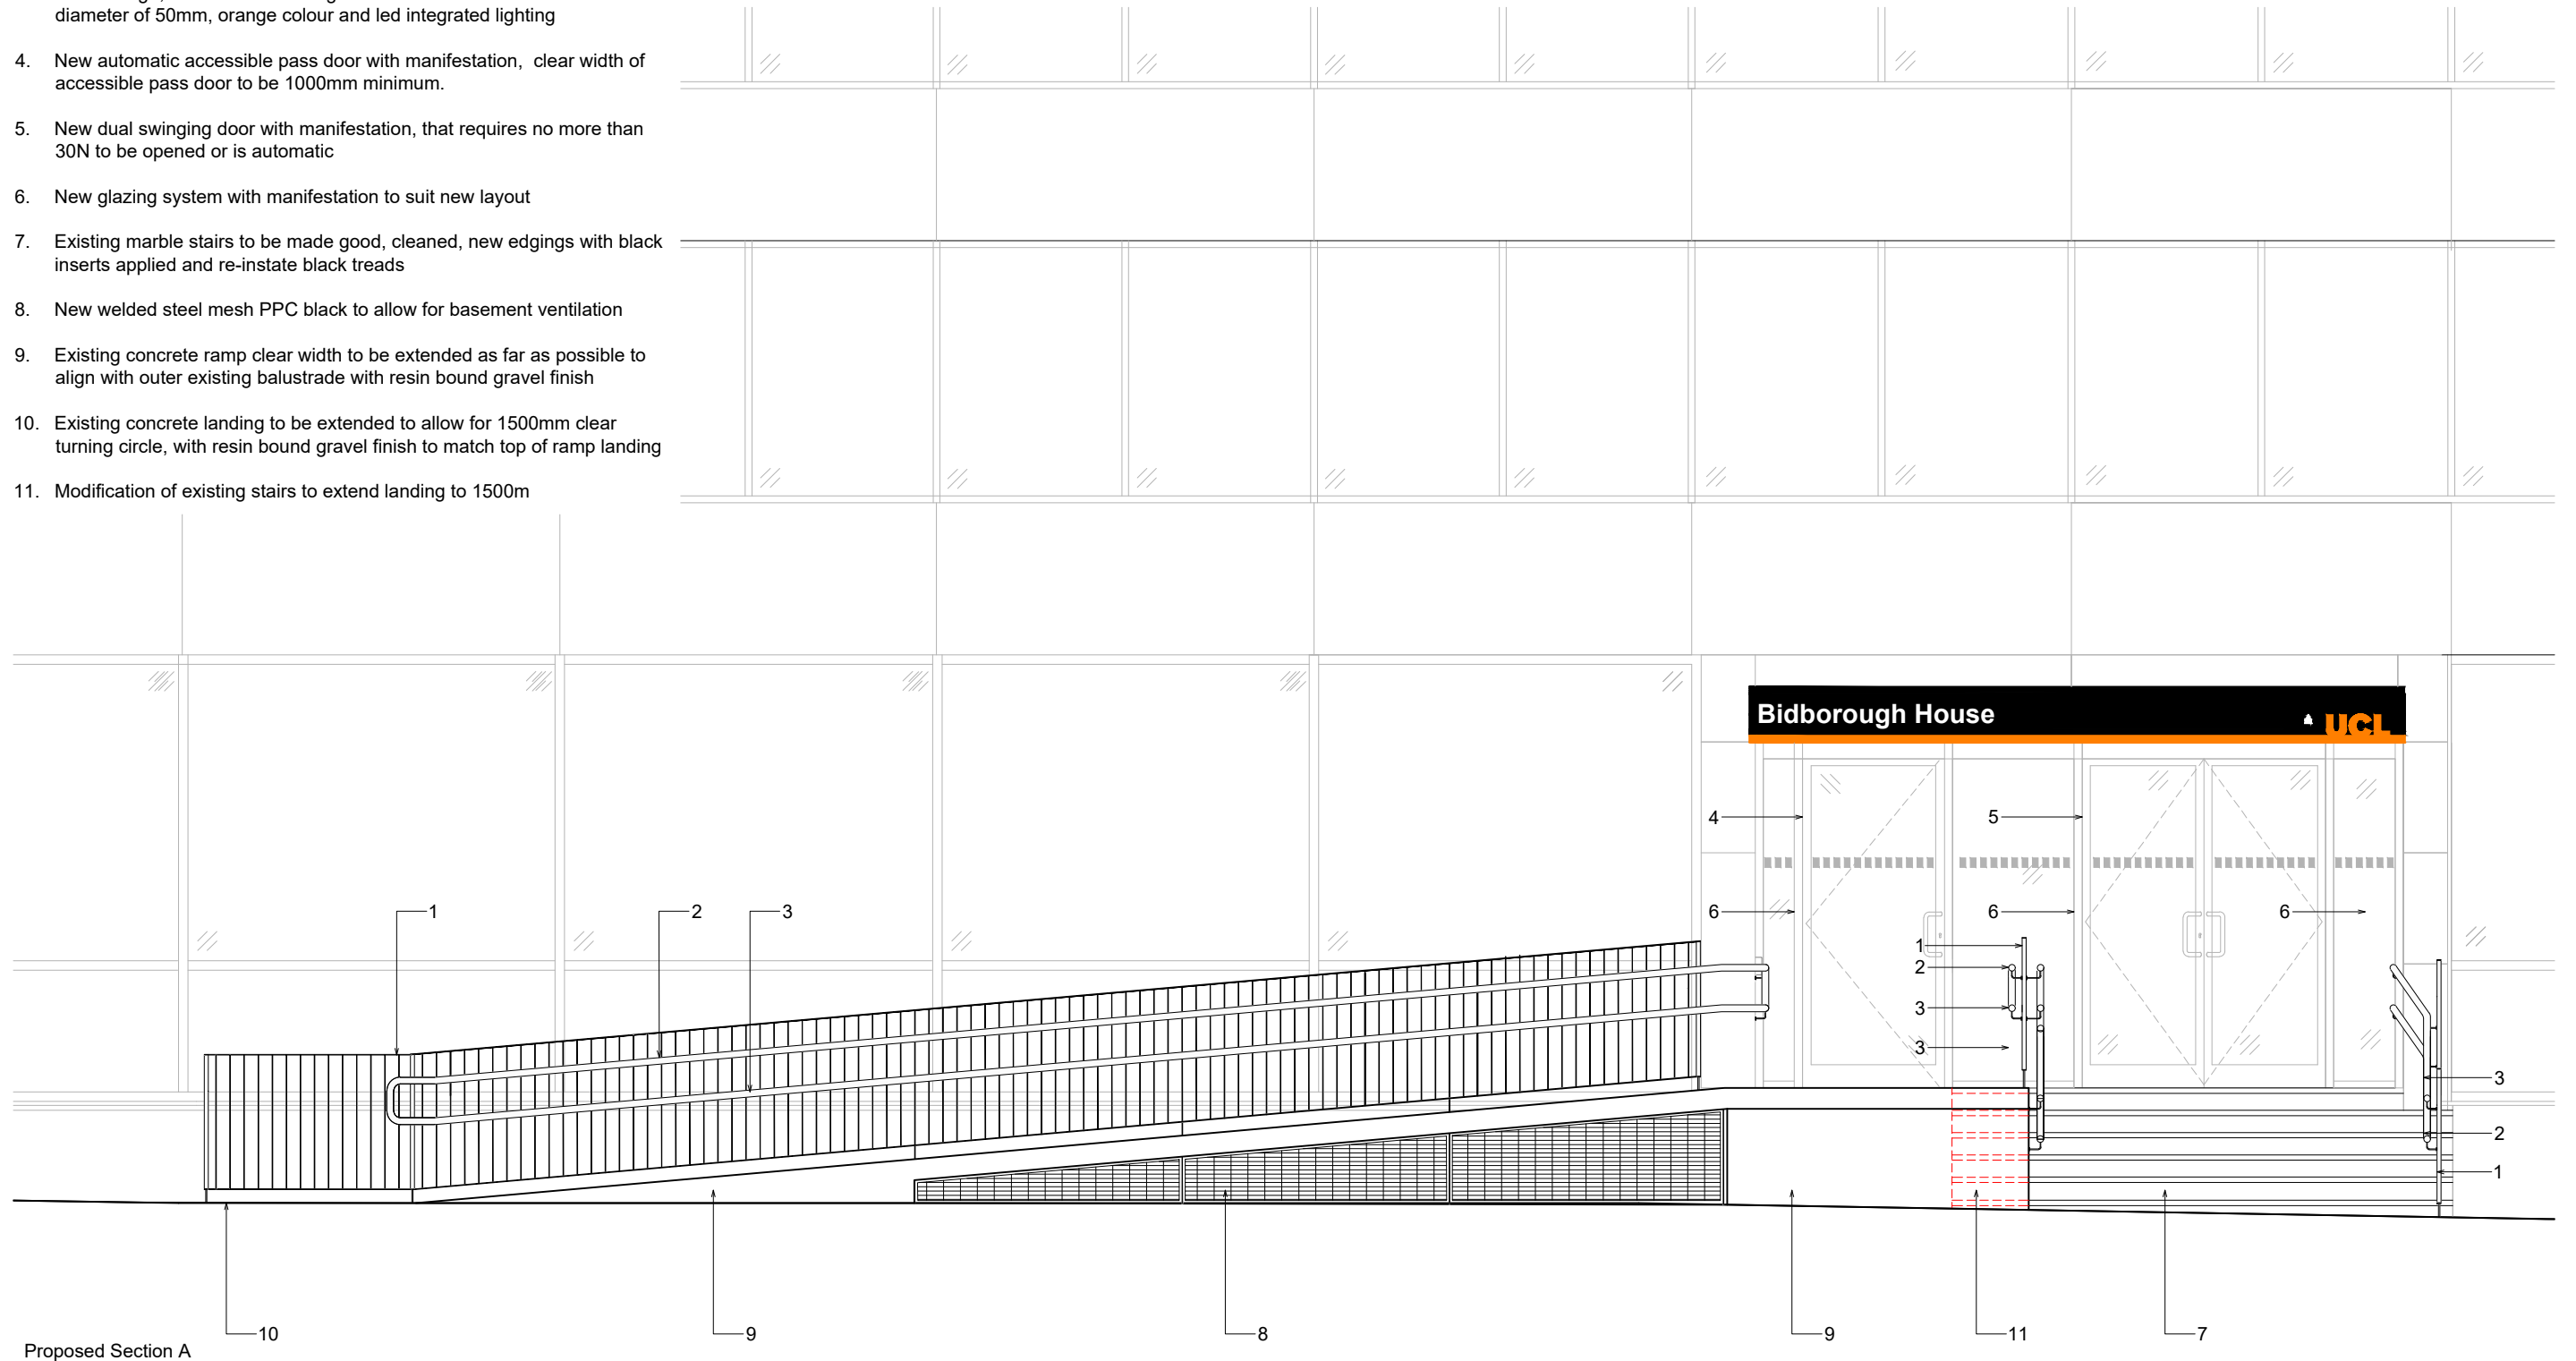 diameter of 50mm, orange colour and led integrated lighting
4. New automatic accessible pass door with manifestation, clear width of
accessible pass door to be 1000mm minimum.
5. New dual swinging door with manifestation, that requires no more than
30N to be opened or is automatic
6. New glazing system with manifestation to suit new layout
7. Existing marble stairs to be made good, cleaned, new edgings with black
inserts applied and re-instate black treads
8. New welded steel mesh PPC black to allow for basement ventilation
9. Existing concrete ramp clear width to be extended as far as possible to
align with outer existing balustrade with resin bound gravel finish
10. Existing concrete landing to be extended to allow for 1500mm clear
turning circle, with resin bound gravel finish to match top of ramp landing
11. Modification of existing stairs to extend landing to 1500m
Bidborough House
UCL
4
5
1
2
3
6
6
6
1
2
3
3
3
2
1
10
9
8
9
11
7
Proposed Section A